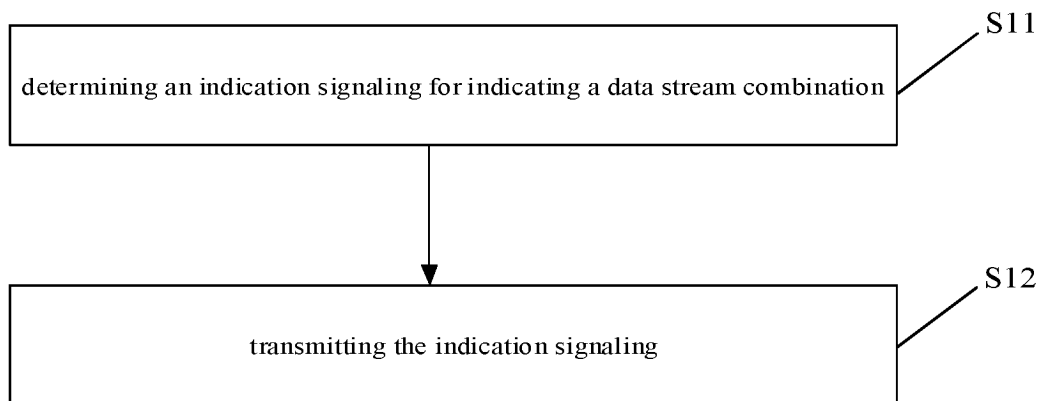 S11
determining an indication signaling for indicating a data stream combination
S12
transmitting the indication signaling